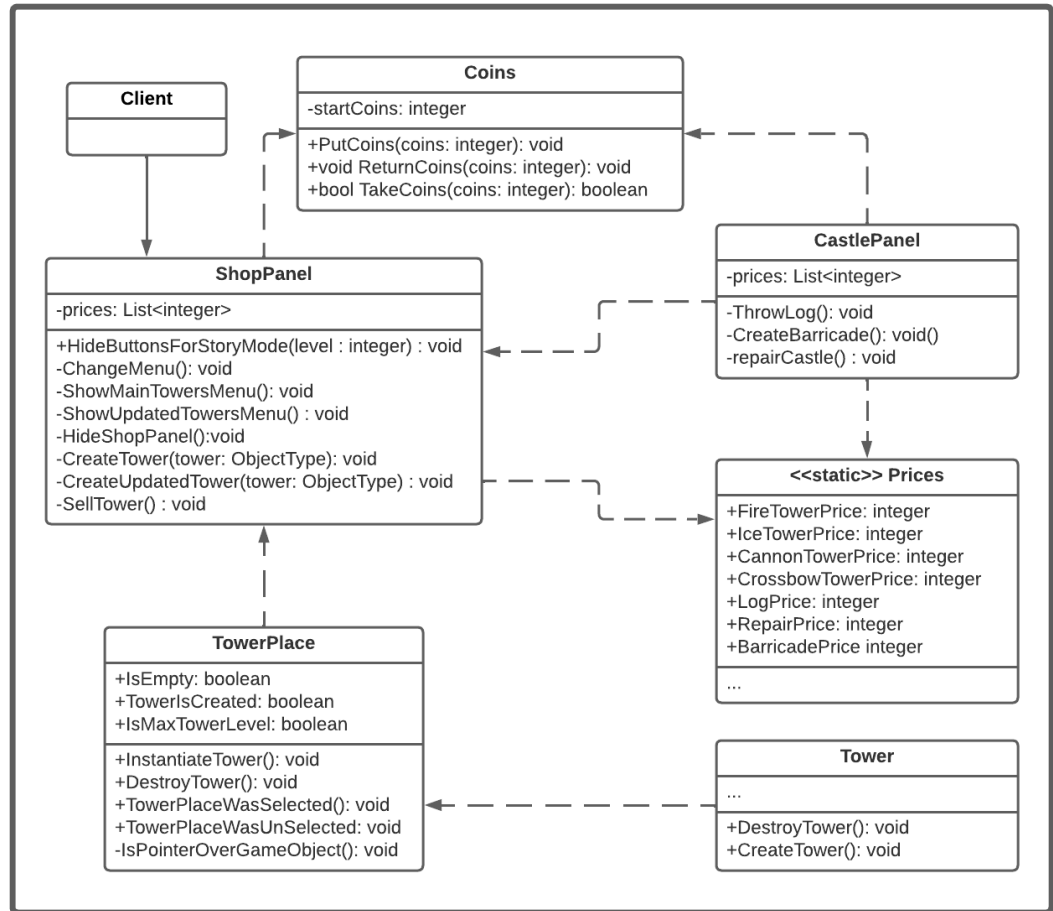 Client
Coins
-startCoins: integer
+PutCoins(coins: integer): void
+void ReturnCoins(coins: integer): void
+bool TakeCoins(coins: integer): boolean
CastlePanel
-prices: List<integer>
-ThrowLog(): void
-CreateBarricade(): void()
-repairCastle() : void
ShopPanel
-prices: List<integer>
+HideButtonsForStoryMode(level : integer) : void
-ChangeMenu(): void
-ShowMainTowersMenu(): void
-ShowUpdatedTowersMenu() : void
-HideShopPanel():void
-CreateTower(tower: ObjectType): void
-CreateUpdatedTower(tower: ObjectType) : void
-SellTower() : void
<<static>> Prices
+FireTowerPrice: integer
+IceTowerPrice: integer
+CannonTowerPrice: integer
+CrossbowTowerPrice: integer
+LogPrice: integer
+RepairPrice: integer
+BarricadePrice integer
...
TowerPlace
+IsEmpty: boolean
+TowerIsCreated: boolean
+IsMaxTowerLevel: boolean
+InstantiateTower(): void
+DestroyTower(): void
+TowerPlaceWasSelected(): void
+TowerPlaceWasUnSelected: void
-IsPointerOverGameObject(): void
Tower
...
+DestroyTower(): void
+CreateTower(): void